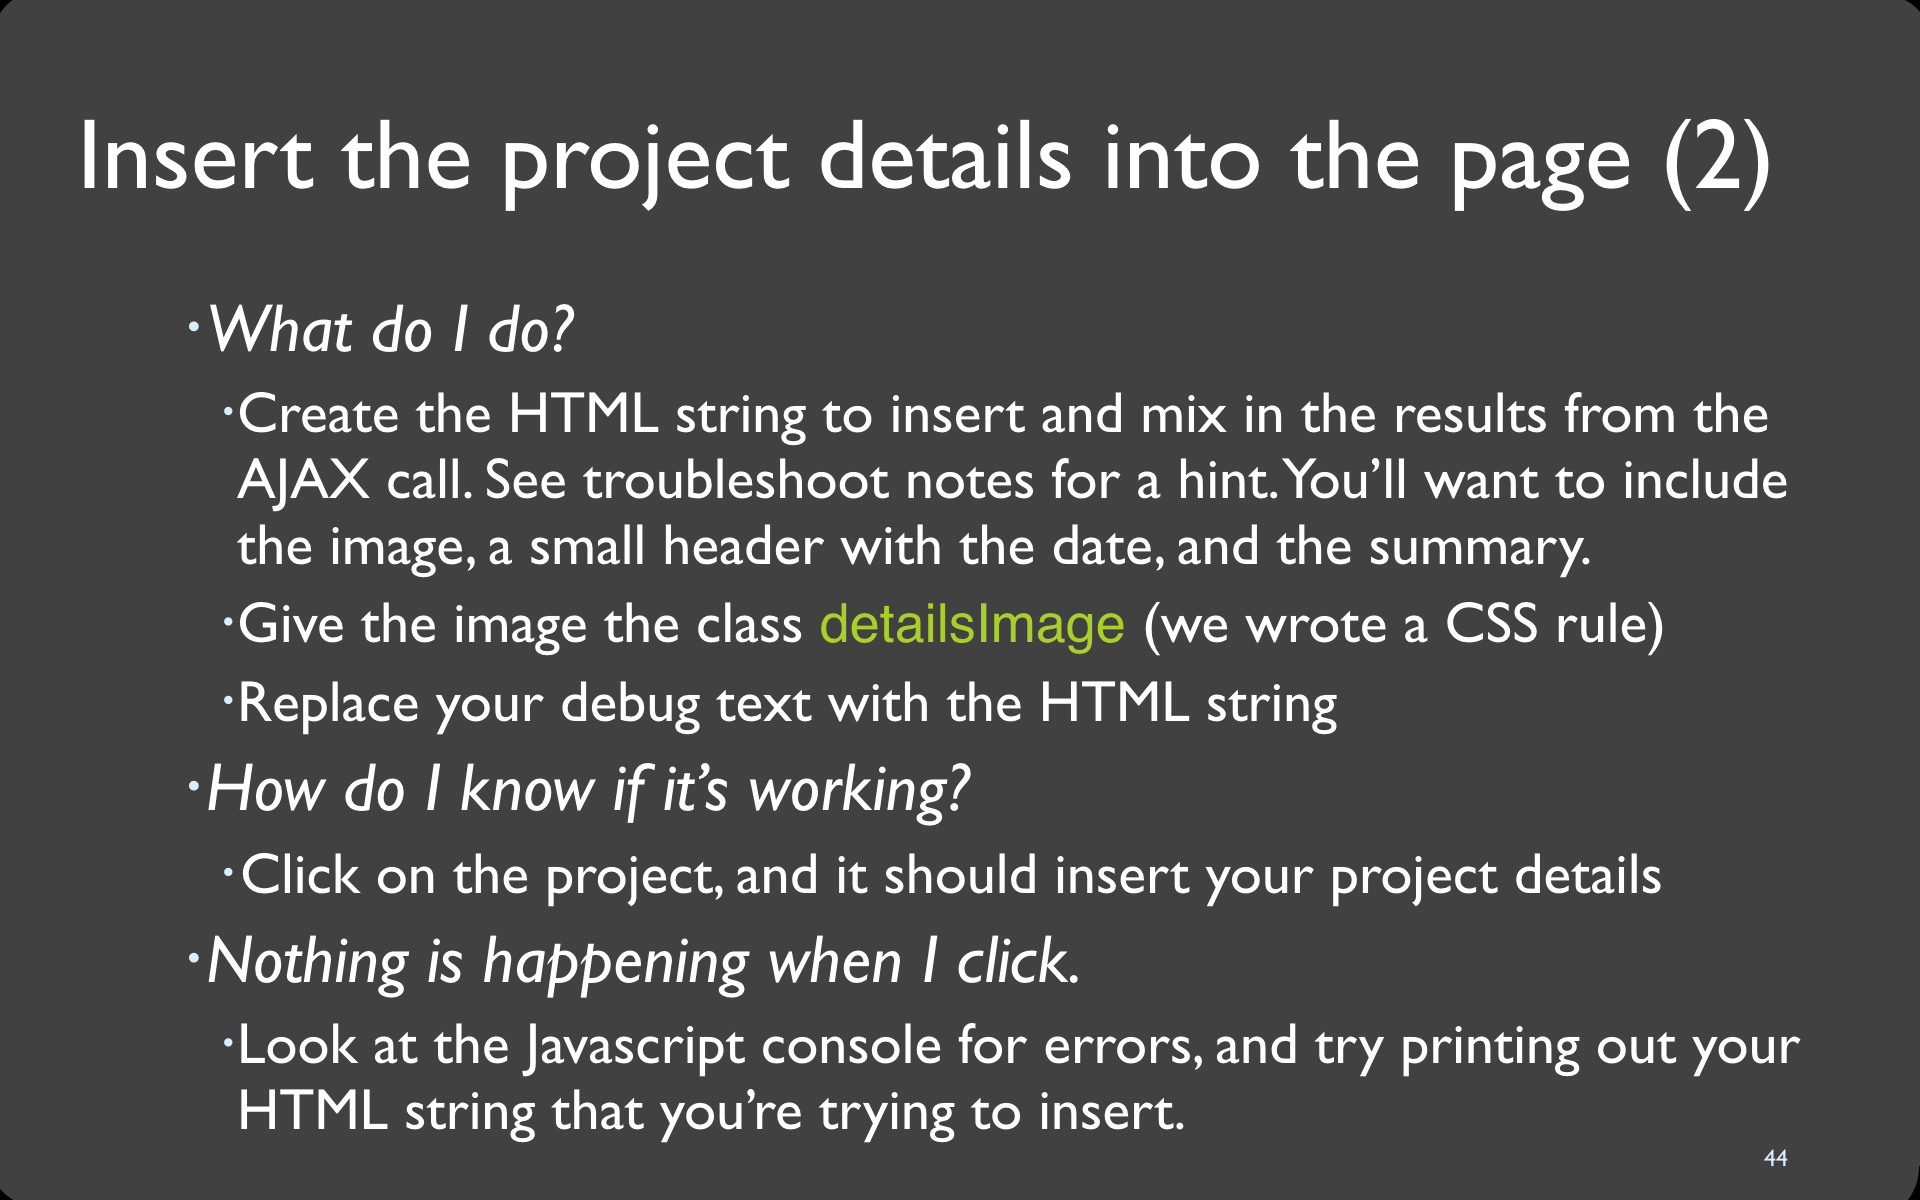 Insert the project details into the page (2)
•What do I do?
•Create the HTML string to insert and mix in the results from the
AJAX call. See troubleshoot notes for a hint. You’ll want to include
the image, a small header with the date, and the summary.
•Give the image the class detailsImage (we wrote a CSS rule)
•Replace your debug text with the HTML string
•How do I know if it’s working?
•Click on the project, and it should insert your project details
•Nothing is happening when I click.
•Look at the Javascript console for errors, and try printing out your
HTML string that you’re trying to insert.
44